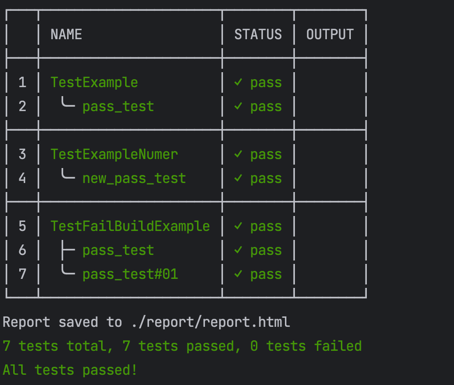 NAME STATUS OUTPUT
1 TestExample ✓ pass
2 ╰─ pass_test ✓ pass
3 TestExampleNumer ✓ pass
4 ╰─ new_pass_test ✓ pass
5 TestFailBuildExample ✓ pass
6 ├─ pass_test ✓ pass
7 ╰─ pass_test#01 ✓ pass
Report saved to ./report/report.html
7 tests total, 7 tests passed, 0 tests failed
All tests passed!